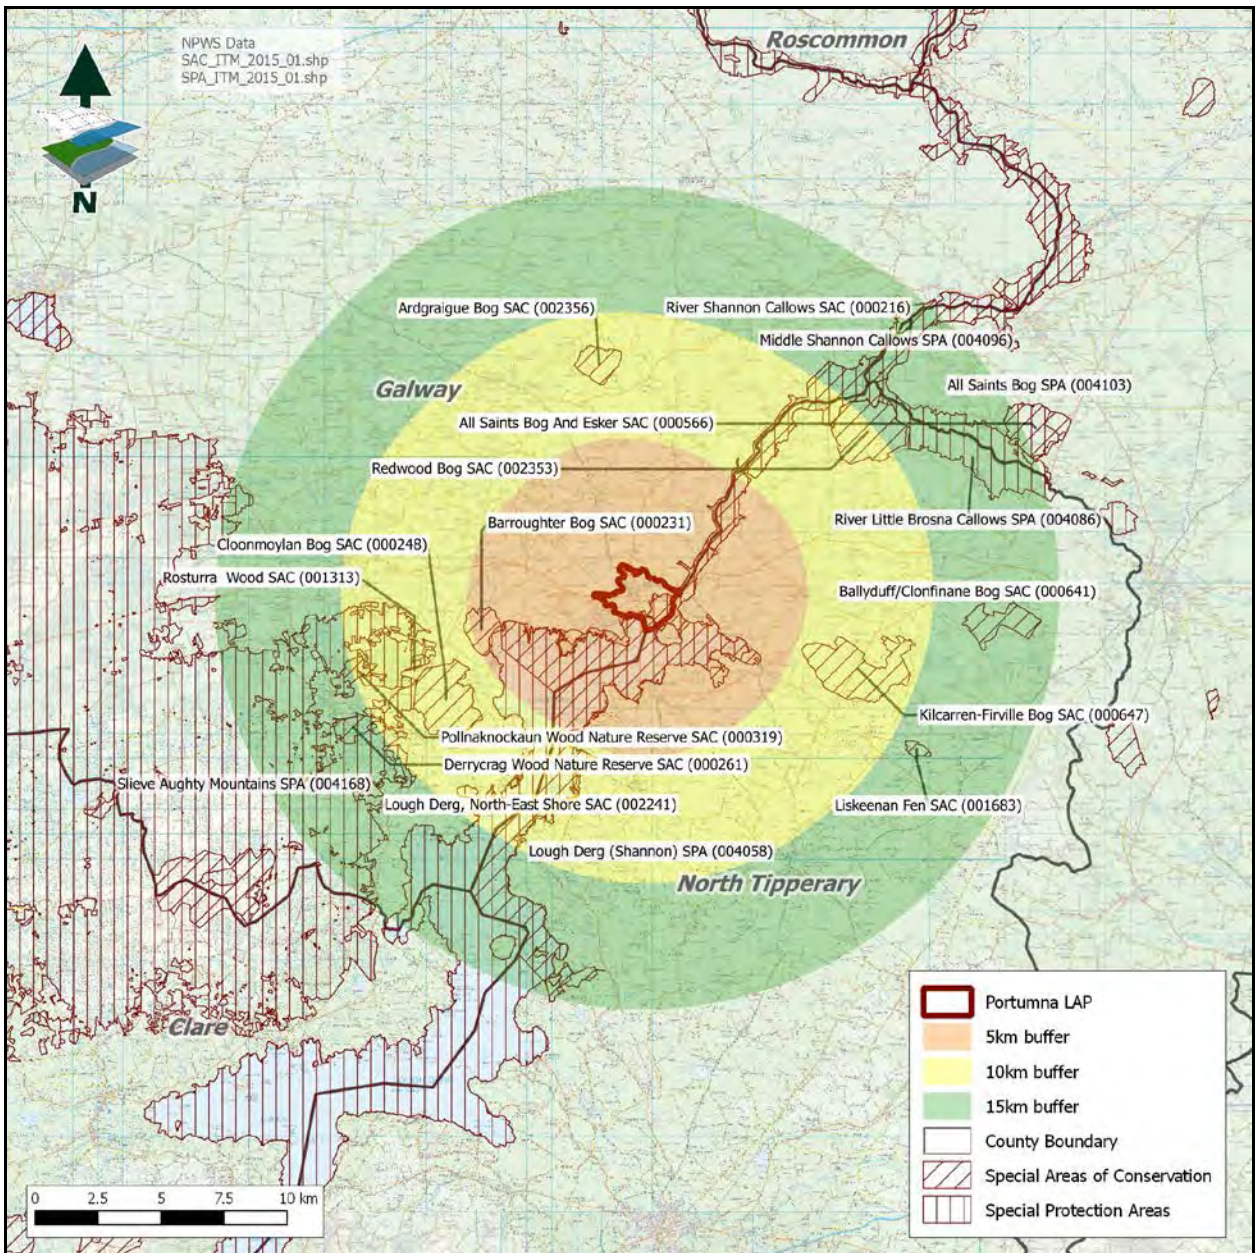 NPWS Data
SAC_ITM_2015_01.shp
SPA_ITM_2015_01.shp
N
Roscommon
Ardgraigue Bog SAC (002356)
River Shannon Callows SAC (000216)
Middle Shannon Callows SPA (004096)
Galway
All Saints Bog SPA (004103)
All Saints Bog And Esker SAC (000566)
Redwood Bog SAC (002353)
Barroughter Bog SAC (000231)
River Little Brosna Callows SPA (004086)
Cloonmoylan Bog SAC (000248)
Rosturra Wood SAC (001313)
Ballyduff/Clonfinane Bog SAC (000641)
Kilcarren-Firville Bog SAC (000647)
Pollnaknockaun Wood Nature Reserve SAC (000319)
Derrycrag Wood Nature Reserve SAC (000261)
Slieve Aughty Mountains SPA (004168)
Lough Derg, North-East Shore SAC (002241)
Liskeenan Fen SAC (001683)
Lough Derg (Shannon) SPA (004058)
North Tipperary
Clare
Portumna LAP
5km buffer
10km buffer
15km buffer
County Boundary
Special Areas of Conservation
Special Protection Areas
0 2.5 5 7.5 10 km